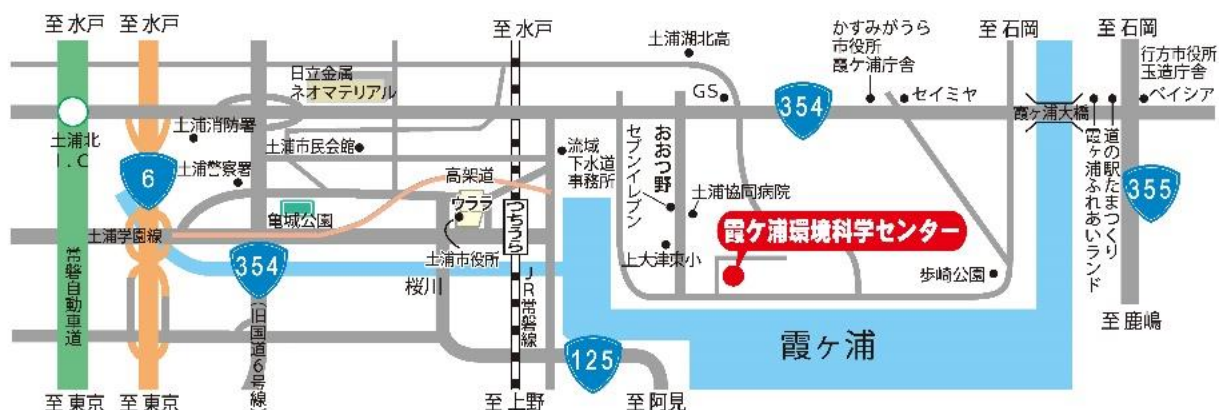 至水戸
至水戸
至水戸
土浦湖北高
かすみがうら
市役所
霞ヶ浦庁舎
至石岡
至石岡
行方市役所
玉造庁舎
ベイシア
日立金属
ネオマテリアル
GS
354
セイミヤ
霞ヶ浦大橋
土浦北
I.C
土浦消防署
土浦市民会館
流域
下水道
事務所
おおつ野
セブンイレブン
道の駅たまつくり
霞ヶ浦ふれあいランド
6
土浦警察署
高架道
355
亀城公園
ウララ
つちうら
土浦協同病院
霞ケ浦環境科学センター
土浦学園線
354
土浦市役所
上大津東小
歩崎公園
常磐自動車道
桜川
JR常磐線
(旧国道6号線)
霞ヶ浦
125
至鹿嶋
至東京
至東京
至上野
至阿見